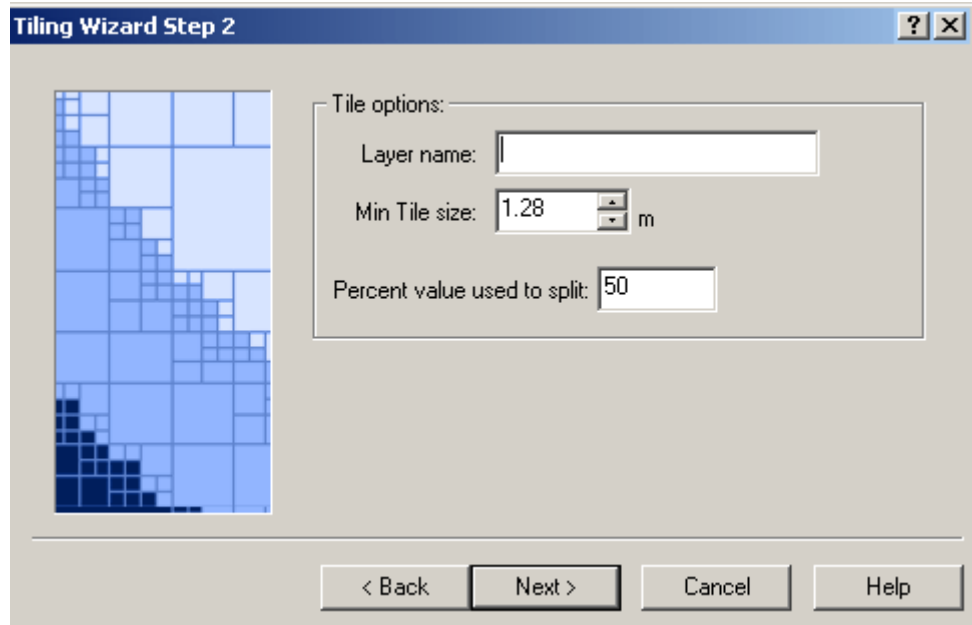 Tiling Wizard Step 2
Tile options:
Layer name:
Min Tile size: 1.28 m
Percent value used to split: 50
< Back Next > Cancel Help